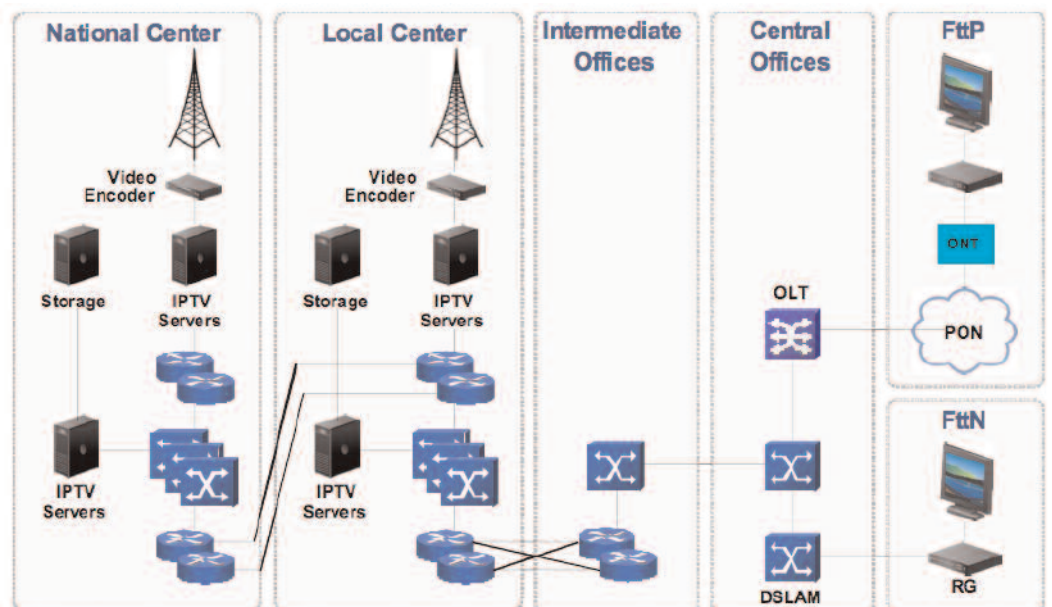 National Center
Video
Encoder
Storage
IPTV
Servers
IPTV
Servers
Local Center
Video
Encoder
Storage
IPTV
Servers
IPTV
Servers
Intermediate
Offices
Central
Offices
OLT
DSLAM
FttP
ONT
PON
FttN
RG